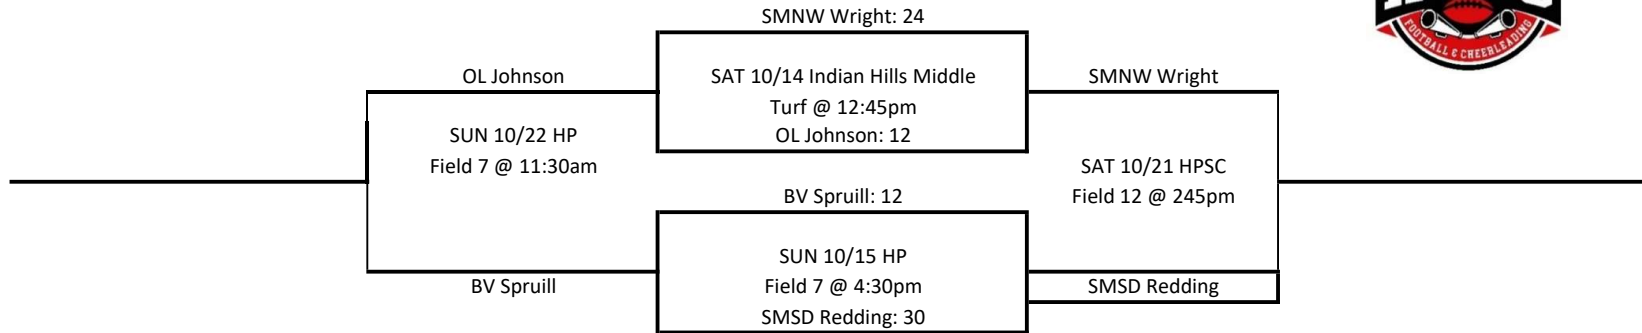 SMNW Wright: 24
OL Johnson
SAT 10/14 Indian Hills Middle
Turf @ 12:45pm
OL Johnson: 12
SMNW Wright
SUN 10/22 HP
Field 7 @ 11:30am
SAT 10/21 HPSC
Field 12 @ 245pm
BV Spruill: 12
SUN 10/15 HP
Field 7 @ 4:30pm
SMSD Redding: 30
BV Spruill
SMSD Redding
FOOTBALL & CHEERLEADING